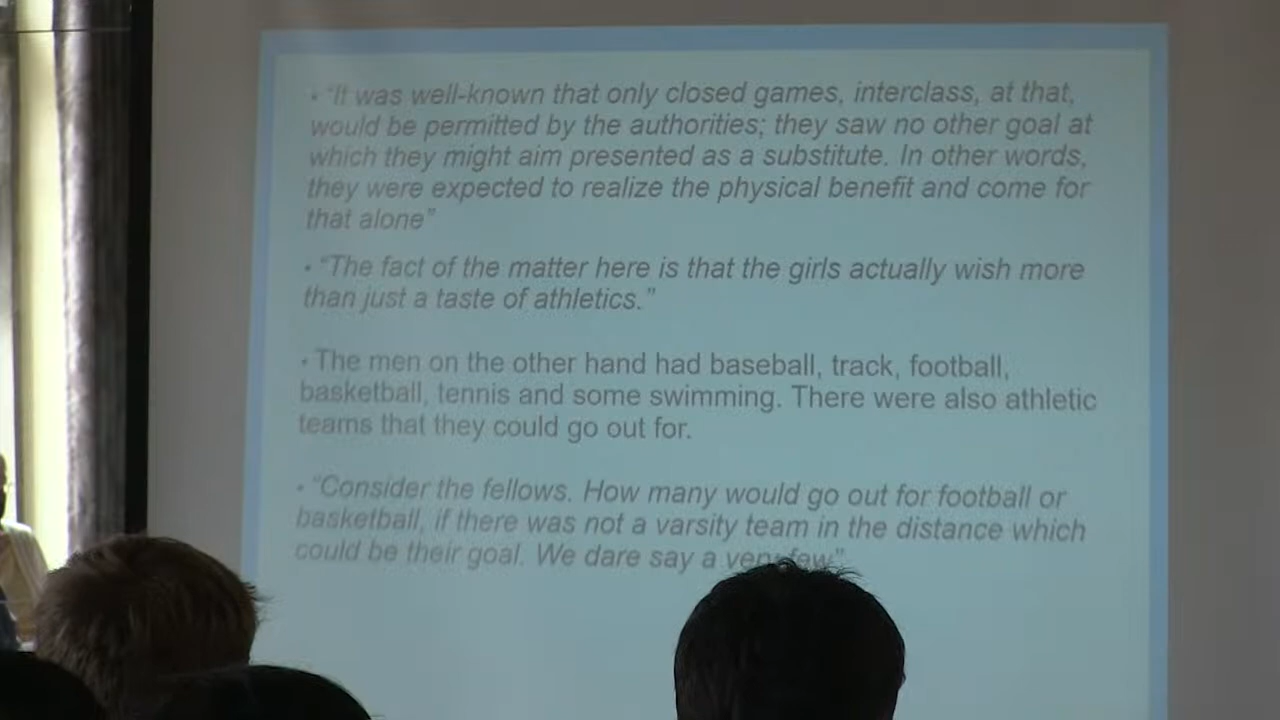 • "It was well-known that only closed games, interclass, at that,
would be permitted by the authorities; they saw no other goal at
which they might aim presented as a substitute. In other words,
they were expected to realize the physical benefit and come for
that alone"
• "The fact of the matter here is that the girls actually wish more
than just a taste of athletics."
• The men on the other hand had baseball, track, football,
basketball, tennis and some swimming. There were also athletic
teams that they could go out for.
• "Consider the fellows. How many would go out for football or
basketball, if there was not a varsity team in the distance which
could be their goal. We dare say a very few"